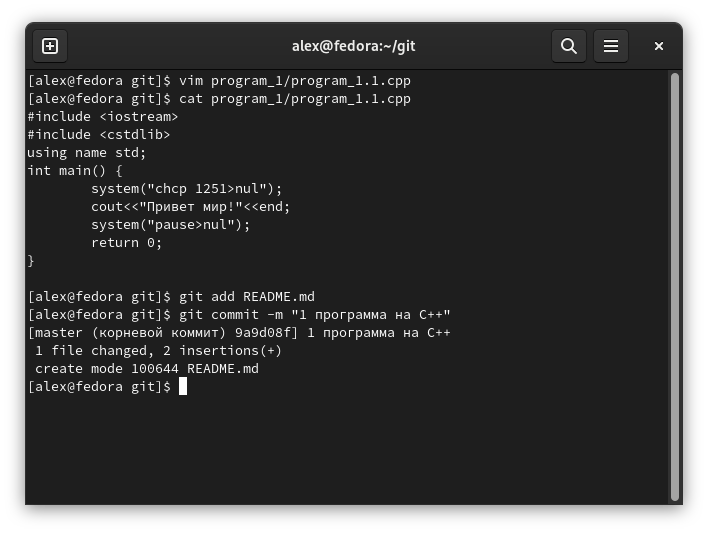 alex@fedora:~/git
[alex@fedora git]$ vim program_1/program_1.1.cpp
[alex@fedora git]$ cat program_1/program_1.1.cpp
#include <iostream>
#include <cstdlib>
using name std;
int main() {
        system("chcp 1251>nul");
        cout<<"Привет мир!"<<end;
        system("pause>nul");
        return 0;
}
[alex@fedora git]$ git add README.md
[alex@fedora git]$ git commit -m "1 программа на C++"
[master (корневой коммит) 9a9d08f] 1 программа на C++
 1 file changed, 2 insertions(+)
 create mode 100644 README.md
[alex@fedora git]$